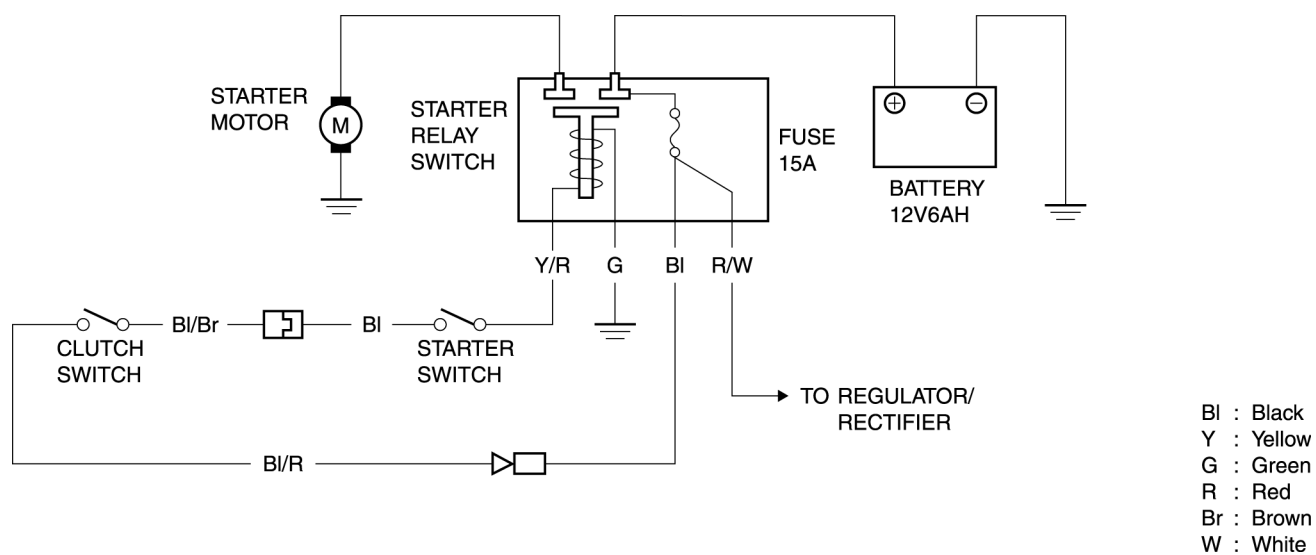 STARTER
MOTOR
M
STARTER
RELAY
SWITCH
FUSE
15A
+
−
BATTERY
12V6AH
Y/R
G
Bl
R/W
Bl/Br
Bl
CLUTCH
SWITCH
STARTER
SWITCH
TO REGULATOR/
RECTIFIER
Bl/R
Bl : Black
Y : Yellow
G : Green
R : Red
Br : Brown
W : White